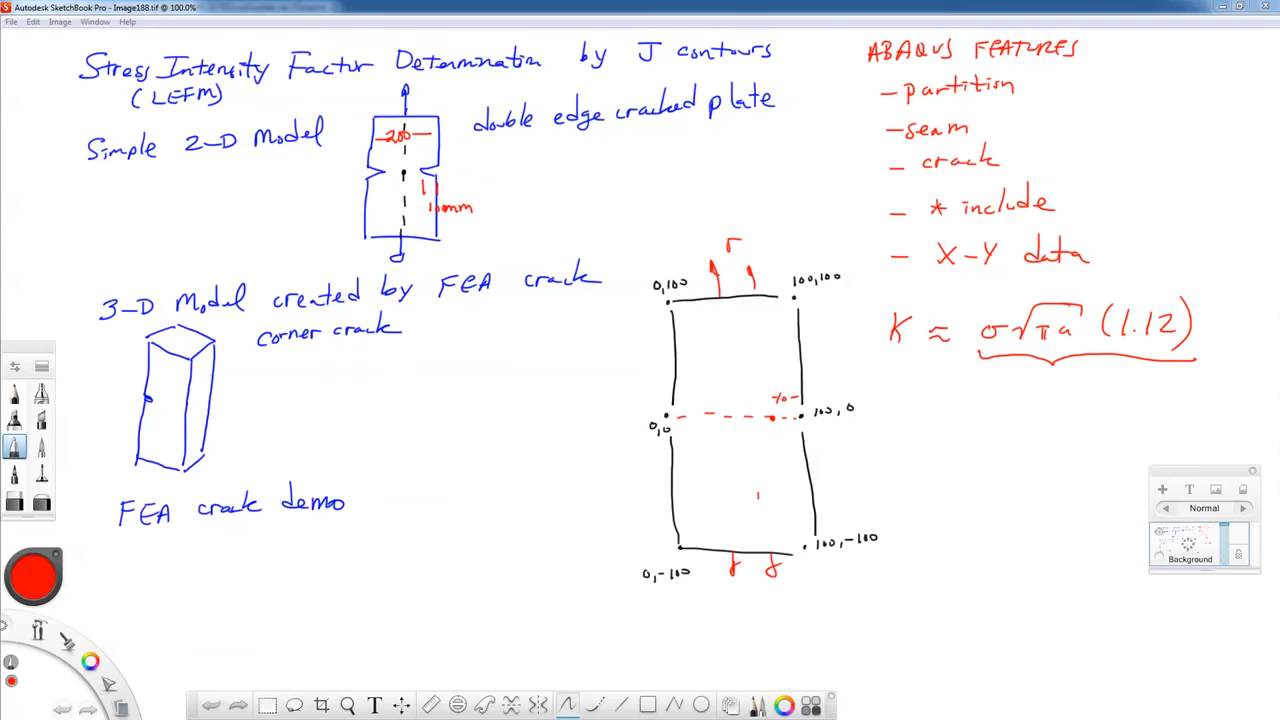 Autodesk SketchBook Pro - Image188.tif @ 100.0%
File Edit Image Window Help
Stress Intensity Factor Determination by J contours
(LEFM)
Simple 2-D Model
200
10mm
double edge cracked plate
3-D Model created by FEA crack
corner crack
FEA crack demo
σ
0,100
100,100
10
0,0
100,0
0,-100
100,-100
ABAQUS FEATURES
- partition
- seam
- crack
- * include
- X-Y data
K ≈ σ√πa (1.12)
T
Normal
Background
T